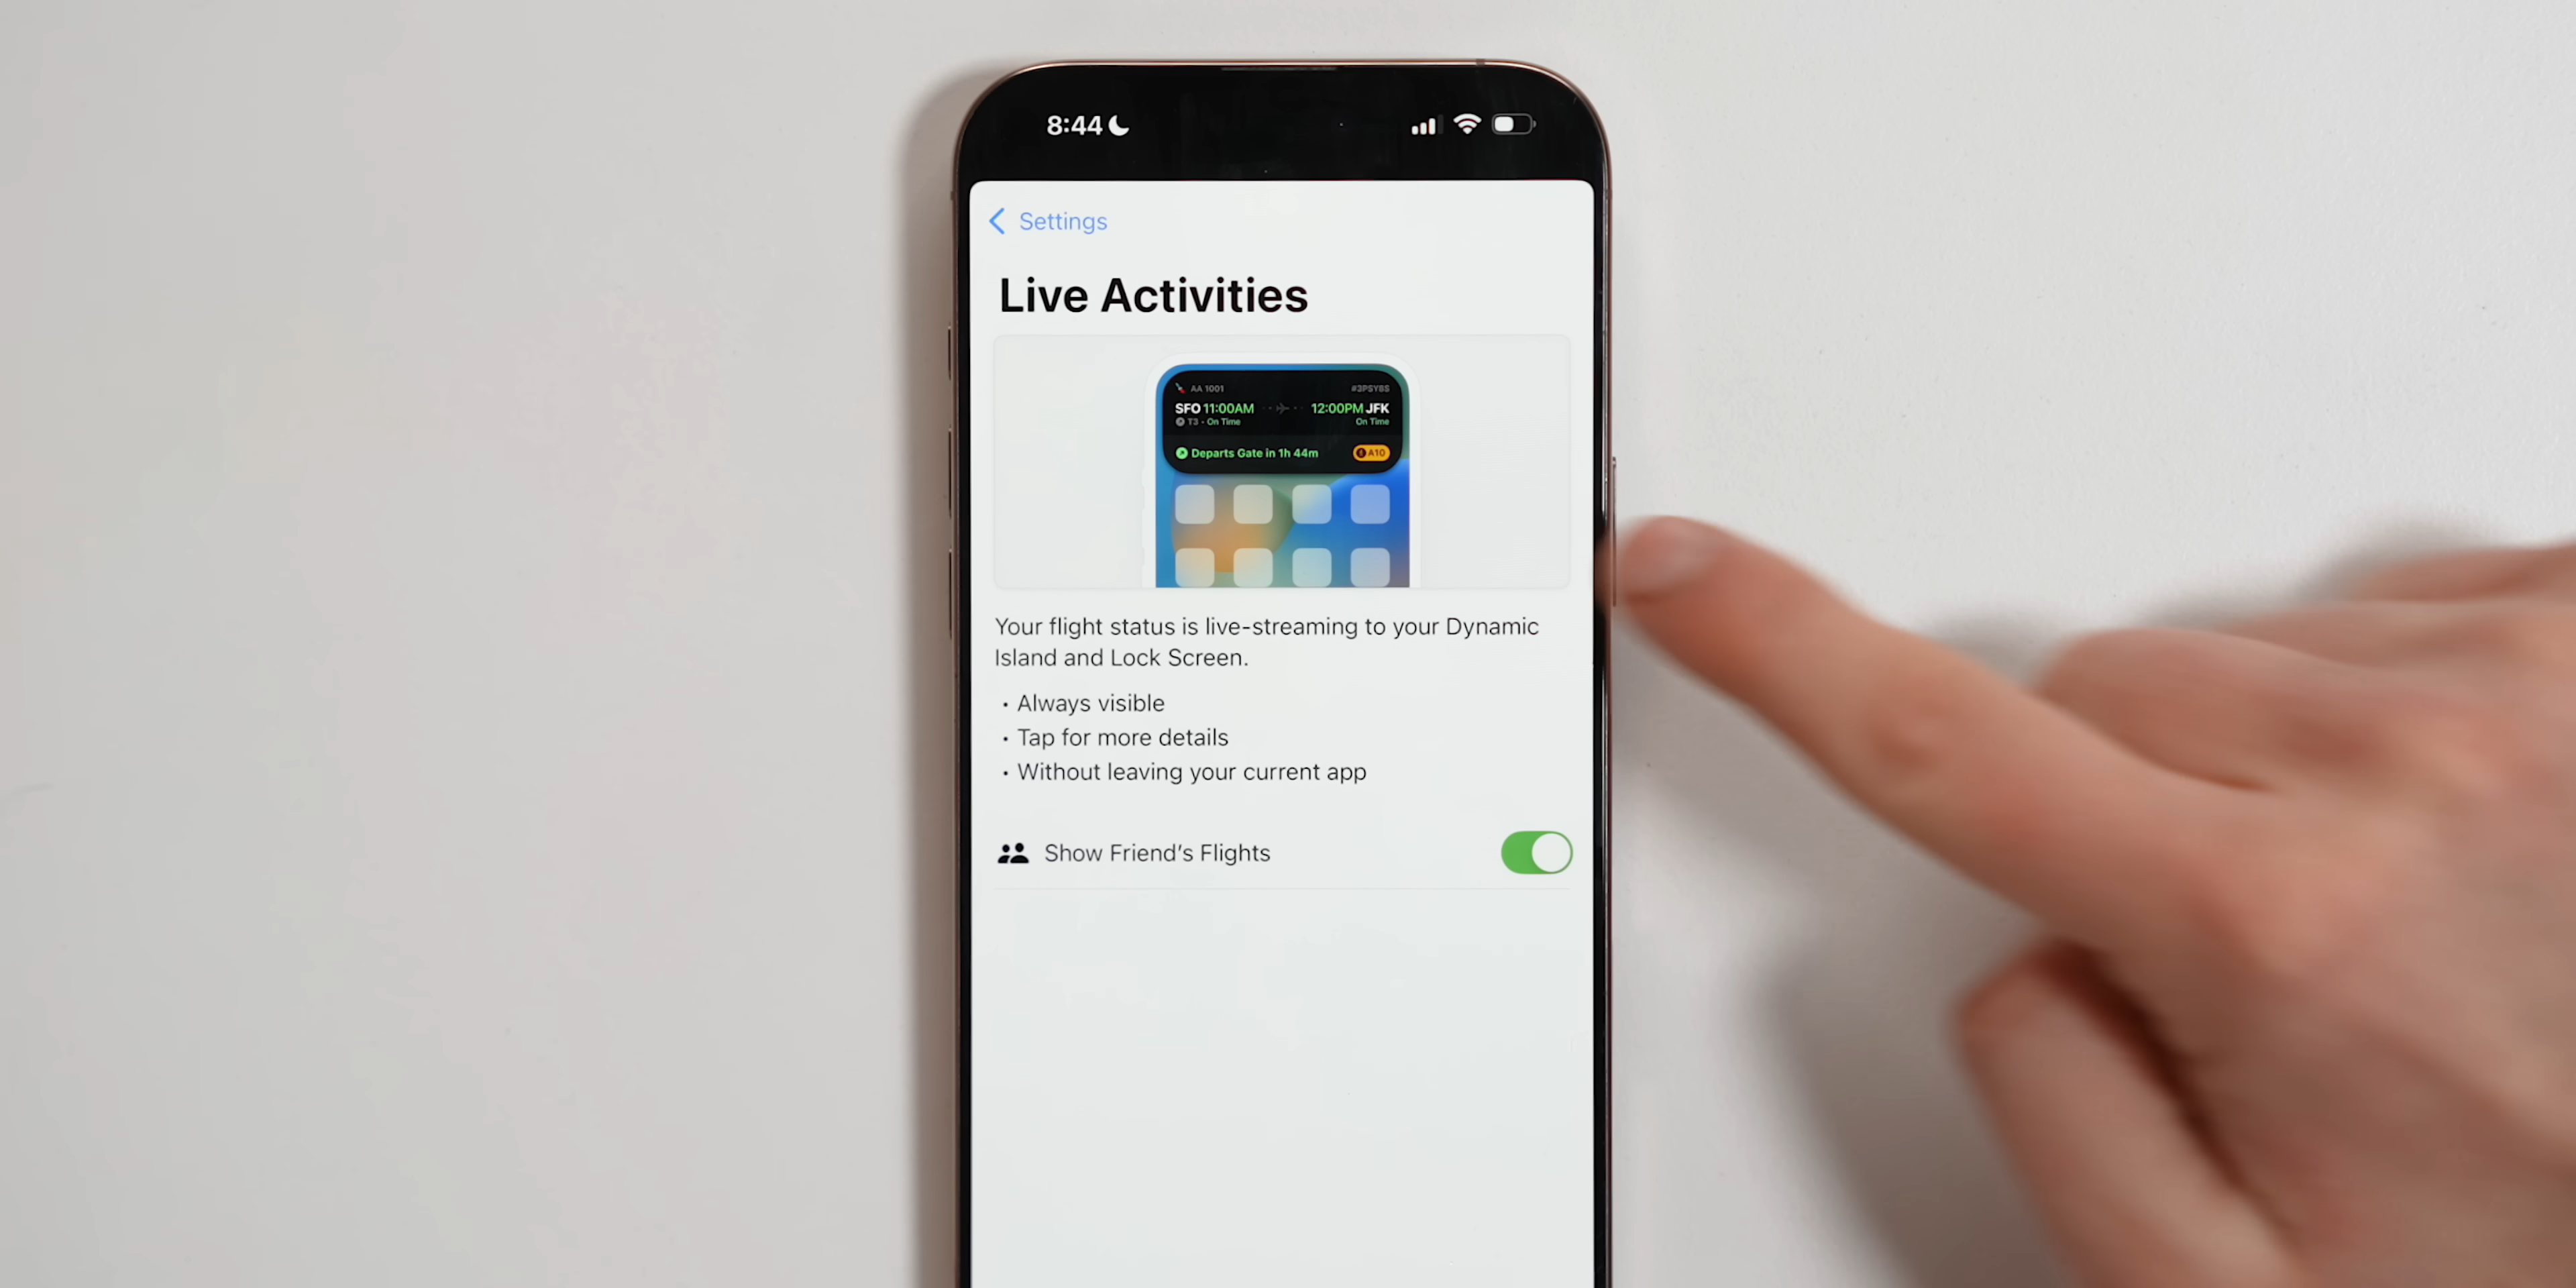 8:44
Settings
Live Activities
AA 1001 #3PSYBS
SFO 11:00AM 12:00PM JFK
T3 - On Time On Time
Departs Gate in 1h 44m A10
Your flight status is live-streaming to your Dynamic
Island and Lock Screen.
• Always visible
• Tap for more details
• Without leaving your current app
Show Friend's Flights